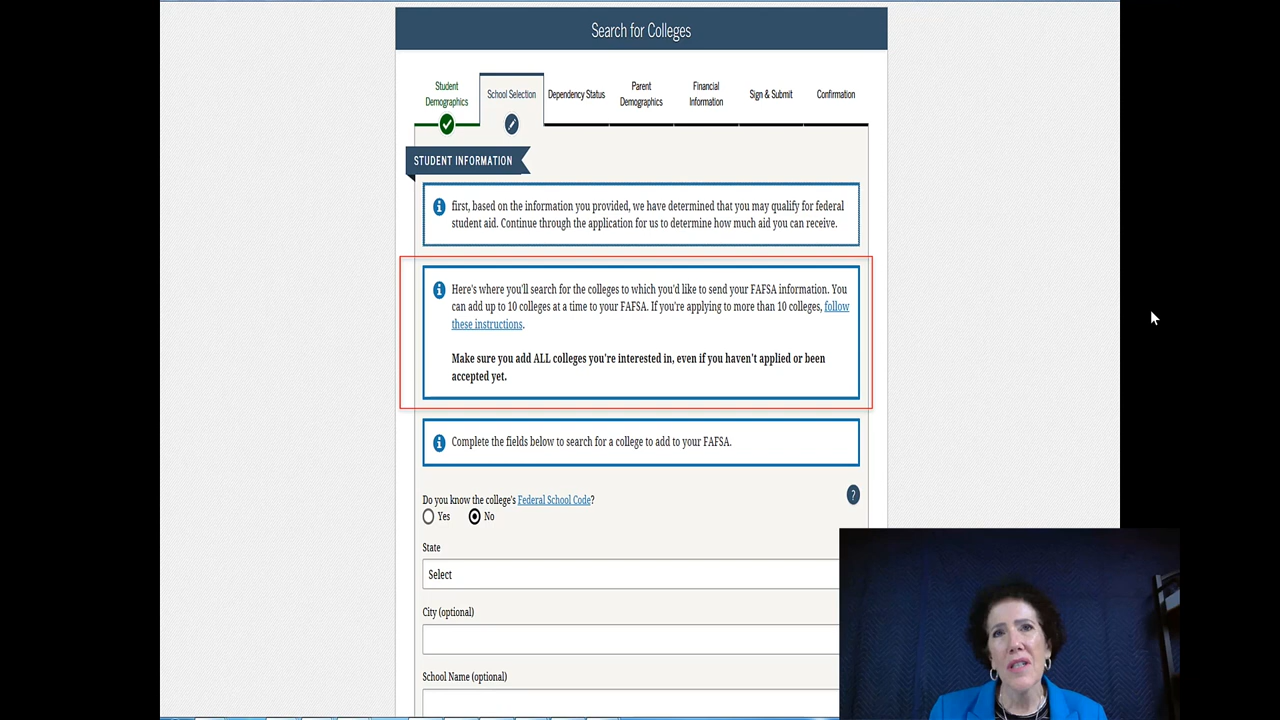 Search for Colleges
Student
Demographics
School Selection
Dependency Status
Parent
Demographics
Financial
Information
Sign & Submit
Confirmation
STUDENT INFORMATION
first, based on the information you provided, we have determined that you may qualify for federal
student aid. Continue through the application for us to determine how much aid you can receive.
Here's where you'll search for the colleges to which you'd like to send your FAFSA information. You
can add up to 10 colleges at a time to your FAFSA. If you're applying to more than 10 colleges, follow
these instructions.
Make sure you add ALL colleges you're interested in, even if you haven't applied or been
accepted yet.
Complete the fields below to search for a college to add to your FAFSA.
Do you know the college's Federal School Code?
?
Yes
No
State
Select
City (optional)
School Name (optional)